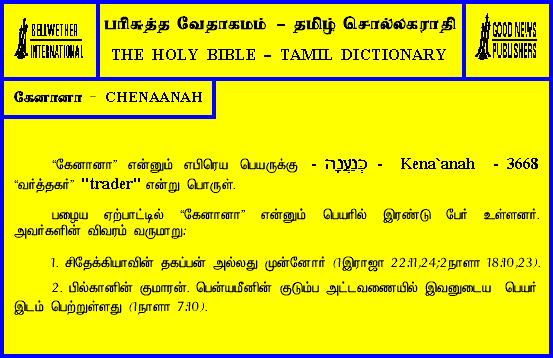 BELLWETHER
INTERNATIONAL
பரிசுத்த வேதாகமம் – தமிழ் சொல்லகராதி
THE HOLY BIBLE – TAMIL DICTIONARY
GOOD NEWS
PUBLISHERS
கேனானா - CHENAANAH
“கேனானா” என்னும் எபிரெய பெயருக்கு - כְּנַעֲנָה - Kena`anah - 3668
“வர்த்தகர்” "trader" என்று பொருள்.
பழைய ஏற்பாட்டில் “கேனானா” என்னும் பெயரில் இரண்டு பேர் உள்ளனர்.
அவர்களின் விவரம் வருமாறு:
1. சிதேக்கியாவின் தகப்பன் அல்லது முன்னோர் (1இராஜா 22:11,24;2நாளா 18:10,23).
2. பில்கானின் குமாரன். பென்யமீனின் குடும்ப அட்டவணையில் இவனுடைய பெயர்
இடம் பெற்றுள்ளது (1நாளா 7:10).